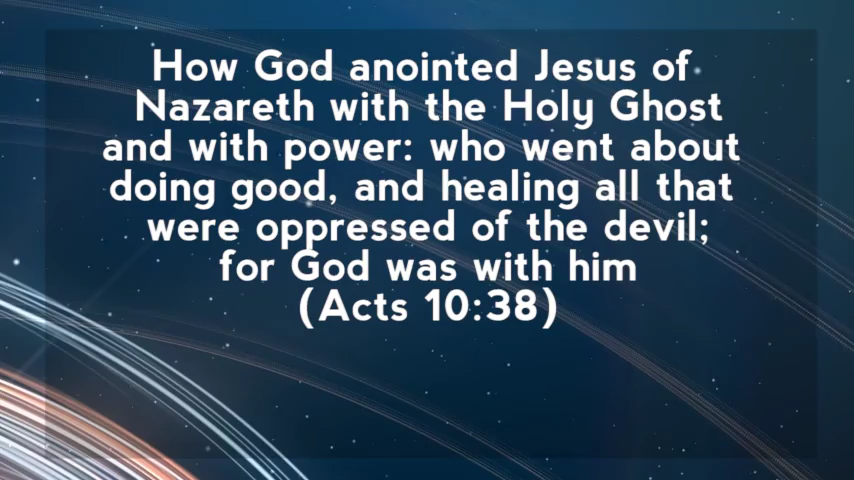 How God anointed Jesus of
Nazareth with the Holy Ghost
and with power: who went about
doing good, and healing all that
were oppressed of the devil;
for God was with him
(Acts 10:38)